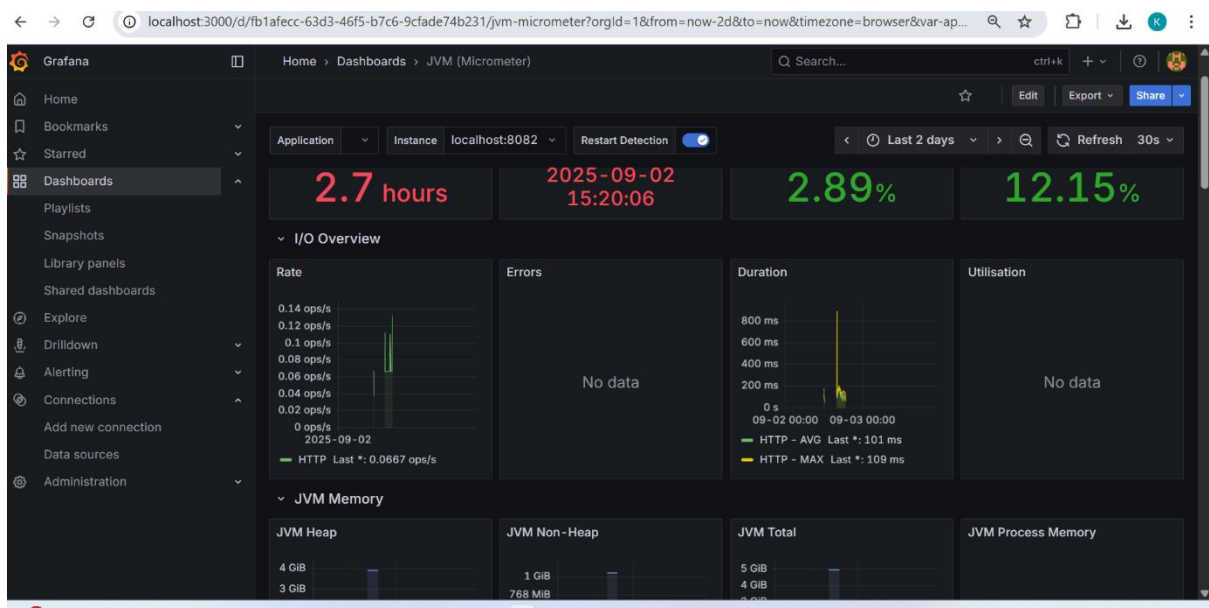 localhost:3000/d/fb1afecc-63d3-46f5-b7c6-9cfade74b231/jvm-micrometer?orgId=1&from=now-2d&to=now&timezone=browser&var-ap...
K
Grafana
Home › Dashboards › JVM (Micrometer)
Search...
ctrl+k
Home
Bookmarks
Starred
Dashboards
Playlists
Snapshots
Library panels
Shared dashboards
Explore
Drilldown
Alerting
Connections
Add new connection
Data sources
Administration
Edit
Export
Share
Application
Instance localhost:8082
Restart Detection
Last 2 days
Refresh 30s
2.7 hours
2025-09-02
15:20:06
2.89%
12.15%
I/O Overview
Rate
0.14 ops/s
0.12 ops/s
0.1 ops/s
0.08 ops/s
0.06 ops/s
0.04 ops/s
0.02 ops/s
0 ops/s
2025-09-02
HTTP Last *: 0.0667 ops/s
Errors
No data
Duration
800 ms
600 ms
400 ms
200 ms
0 s
09-02 00:00 09-03 00:00
HTTP - AVG Last *: 101 ms
HTTP - MAX Last *: 109 ms
Utilisation
No data
JVM Memory
JVM Heap
4 GiB
3 GiB
JVM Non-Heap
1 GiB
768 MiB
JVM Total
5 GiB
4 GiB
JVM Process Memory